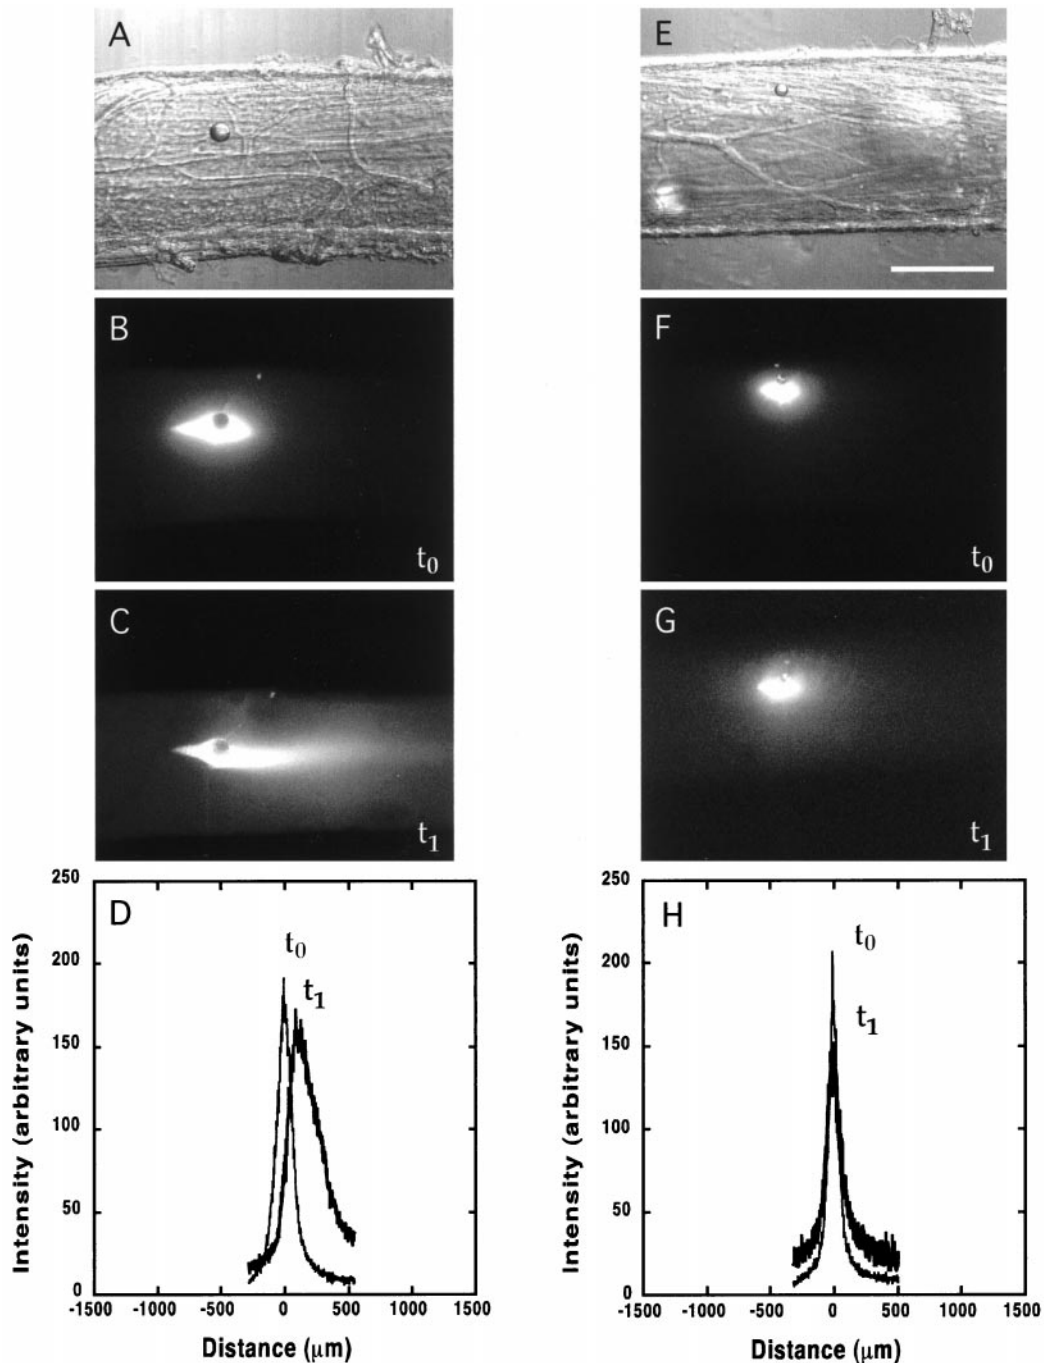 A
E
B
t0
F
t0
C
t1
G
t1
D
t0
t1
250
200
150
100
50
0
-1500 -1000 -500 0 500 1000 1500
Intensity (arbitrary units)
Distance (μm)
H
t0
t1
250
200
150
100
50
0
-1500 -1000 -500 0 500 1000 1500
Intensity (arbitrary units)
Distance (μm)